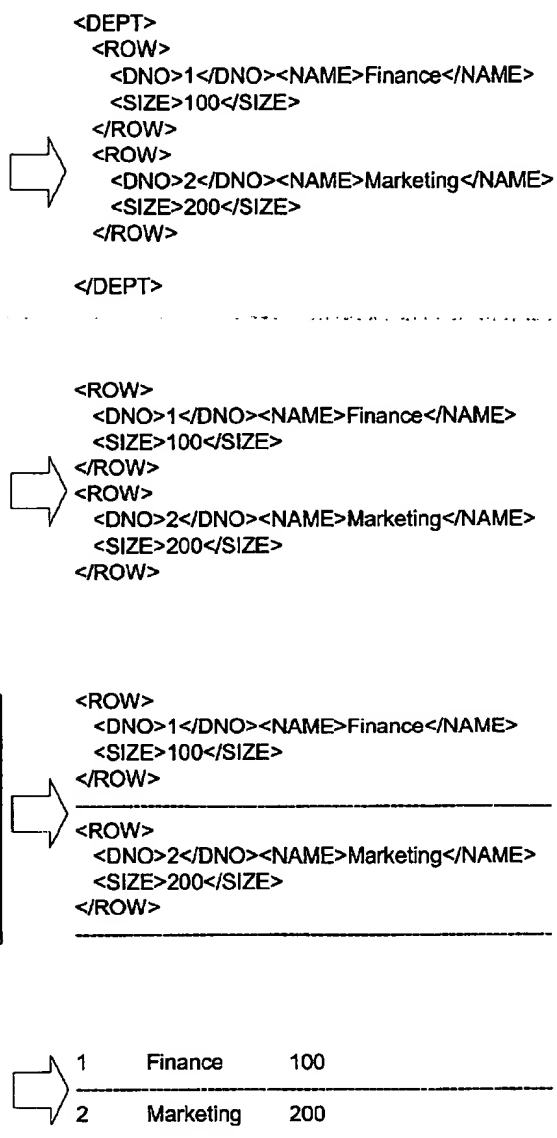 <DEPT>
<ROW>
<DNO>1</DNO><NAME>Finance</NAME>
<SIZE>100</SIZE>
</ROW>
<ROW>
<DNO>2</DNO><NAME>Marketing</NAME>
<SIZE>200</SIZE>
</ROW>
</DEPT>
<ROW>
<DNO>1</DNO><NAME>Finance</NAME>
<SIZE>100</SIZE>
</ROW>
<ROW>
<DNO>2</DNO><NAME>Marketing</NAME>
<SIZE>200</SIZE>
</ROW>
<ROW>
<DNO>1</DNO><NAME>Finance</NAME>
<SIZE>100</SIZE>
</ROW>
<ROW>
<DNO>2</DNO><NAME>Marketing</NAME>
<SIZE>200</SIZE>
</ROW>
1 Finance 100
2 Marketing 200